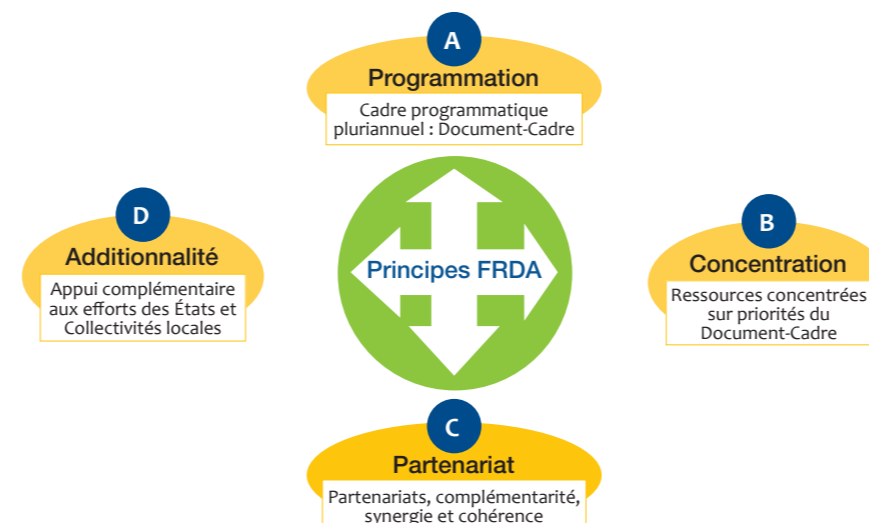 A
Programmation
Cadre programmatique
pluriannuel : Document-Cadre
D
Additionnalité
Appui complémentaire
aux efforts des États et
Collectivités locales
Principes FRDA
B
Concentration
Ressources concentrées
sur priorités du
Document-Cadre
C
Partenariat
Partenariats, complémentarité,
synergie et cohérence